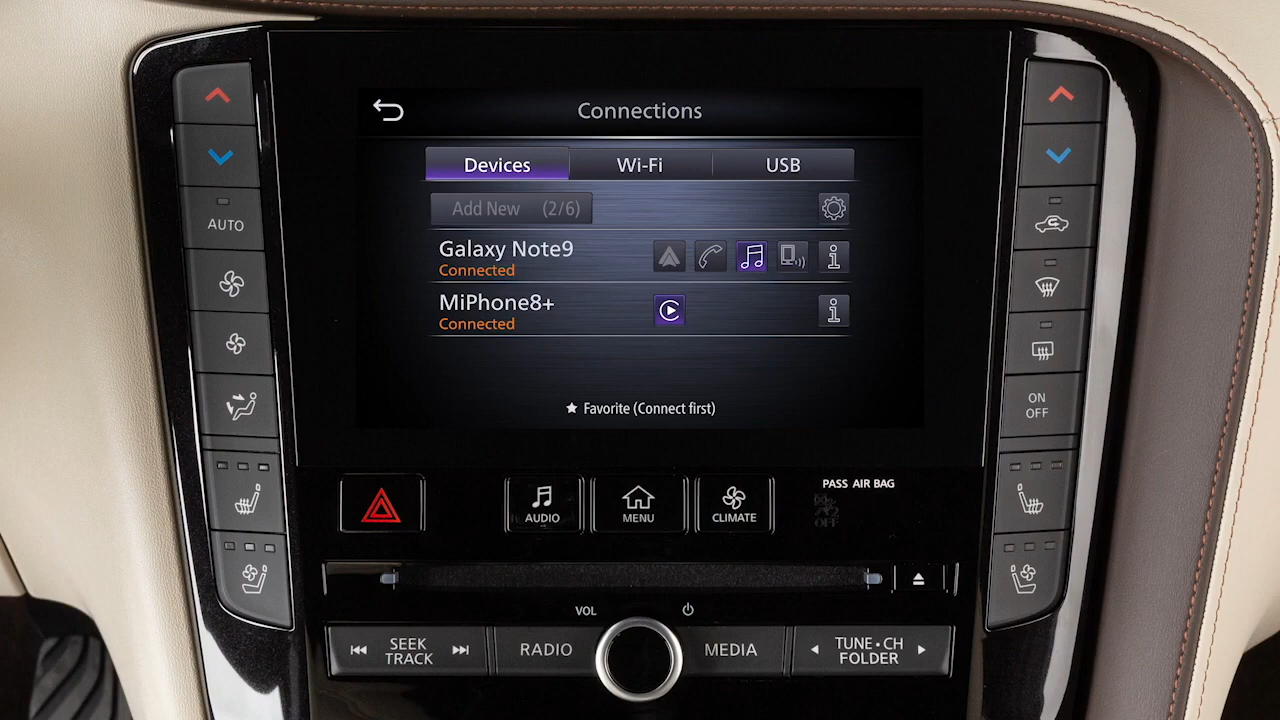 Connections
Devices Wi-Fi USB
Add New (2/6)
Galaxy Note9
Connected
MiPhone8+
Connected
★ Favorite (Connect first)
AUTO
ON
OFF
PASS AIR BAG
OFF
AUDIO MENU CLIMATE
VOL
SEEK
TRACK
RADIO
MEDIA
TUNE•CH
FOLDER